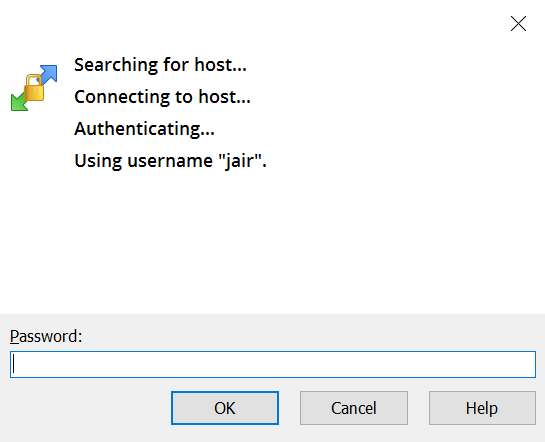 Searching for host...
Connecting to host...
Authenticating...
Using username "jair".
Password:
OK
Cancel
Help